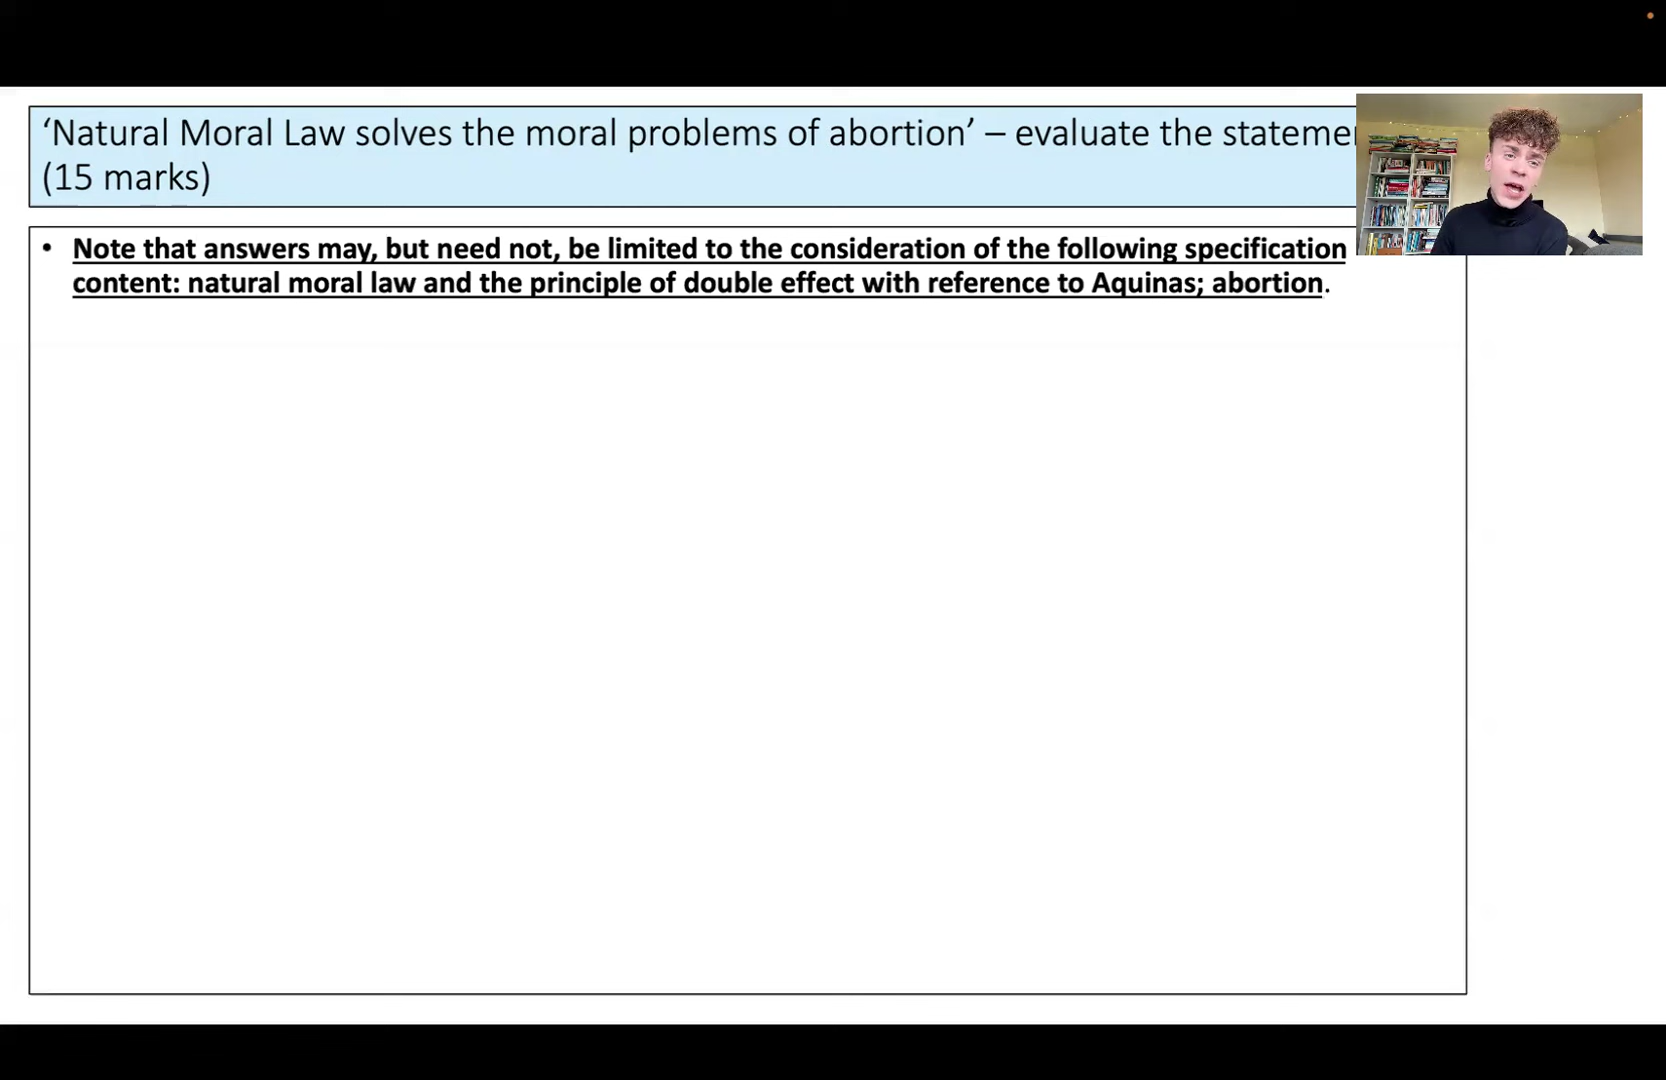 ‘Natural Moral Law solves the moral problems of abortion’ – evaluate the
(15 marks)
• Note that answers may, but need not, be limited to the consideration of the following specification
content: natural moral law and the principle of double effect with reference to Aquinas; abortion.